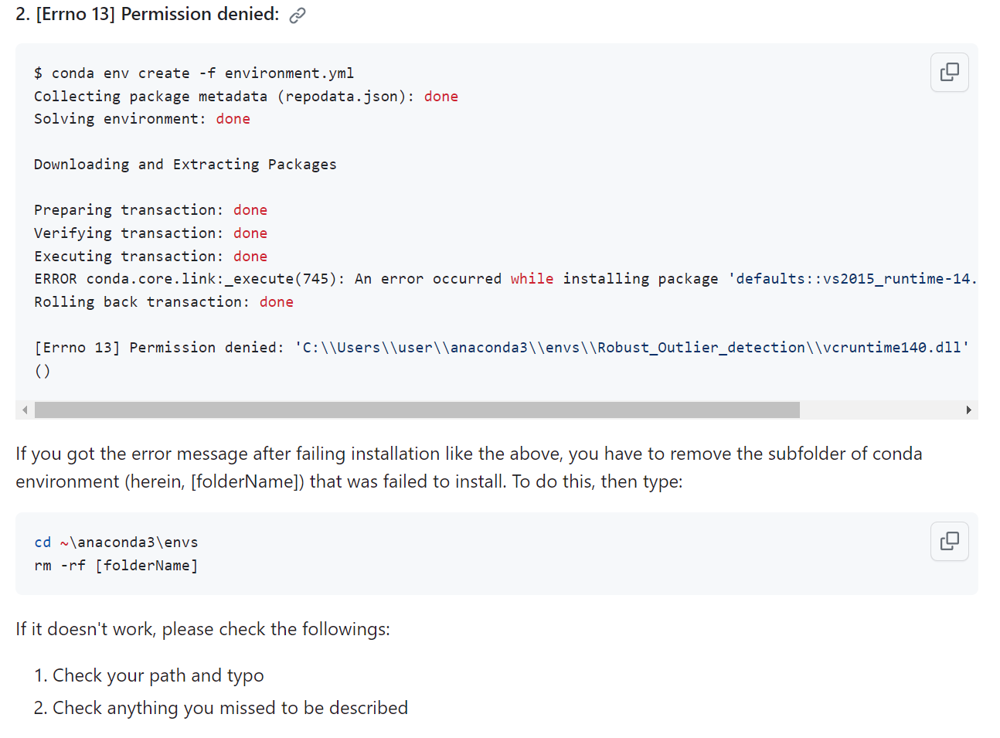 2. [Errno 13] Permission denied:
$ conda env create -f environment.yml
Collecting package metadata (repodata.json): done
Solving environment: done
Downloading and Extracting Packages
Preparing transaction: done
Verifying transaction: done
Executing transaction: done
ERROR conda.core.link:_execute(745): An error occurred while installing package 'defaults::vs2015_runtime-14.
Rolling back transaction: done
[Errno 13] Permission denied: 'C:\\Users\\user\\anaconda3\\envs\\Robust_Outlier_detection\\vcruntime140.dll'
()
If you got the error message after failing installation like the above, you have to remove the subfolder of conda
environment (herein, [folderName]) that was failed to install. To do this, then type:
cd ~\anaconda3\envs
rm -rf [folderName]
If it doesn't work, please check the followings:
1. Check your path and typo
2. Check anything you missed to be described